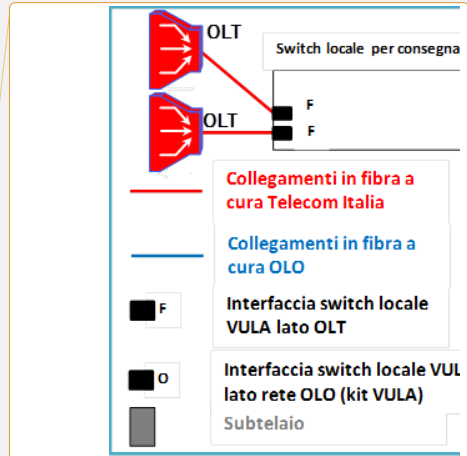 OLT
Switch locale per consegna
F
OLT
F
Collegamenti in fibra a
cura Telecom Italia
Collegamenti in fibra a
cura OLO
F
Interfaccia switch locale
VULA lato OLT
O
Interfaccia switch locale VUL
lato rete OLO (kit VULA)
Subtelaio